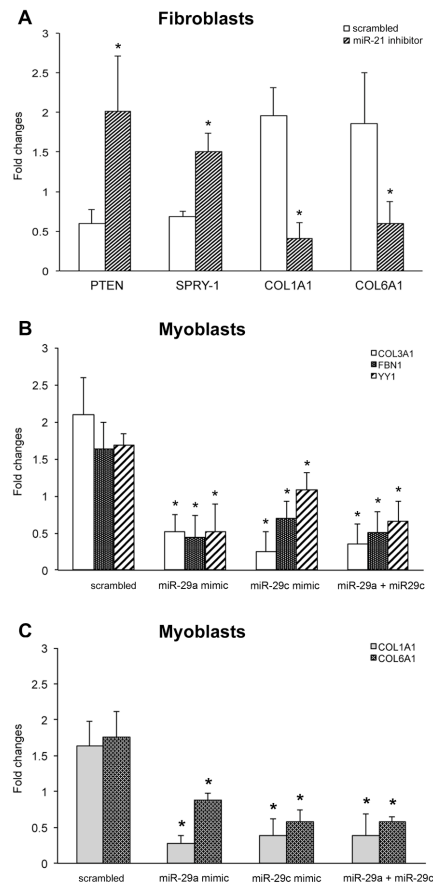 A
Fibroblasts
scrambled
miR-21 inhibitor
Fold changes
2.5
2
1.5
1
0.5
0
*
*
*
*
PTEN
SPRY-1
COL1A1
COL6A1
B
Myoblasts
COL3A1
FBN1
YY1
Fold changes
3
2.5
2
1.5
1
0.5
0
* * *
* * *
* * *
scrambled
miR-29a mimic
miR-29c mimic
miR-29a + miR29c
C
Myoblasts
COL1A1
COL6A1
Fold changes
3
2.5
2
1.5
1
0.5
0
* *
* *
* *
scrambled
miR-29a mimic
miR-29c mimic
miR-29a + miR-29c